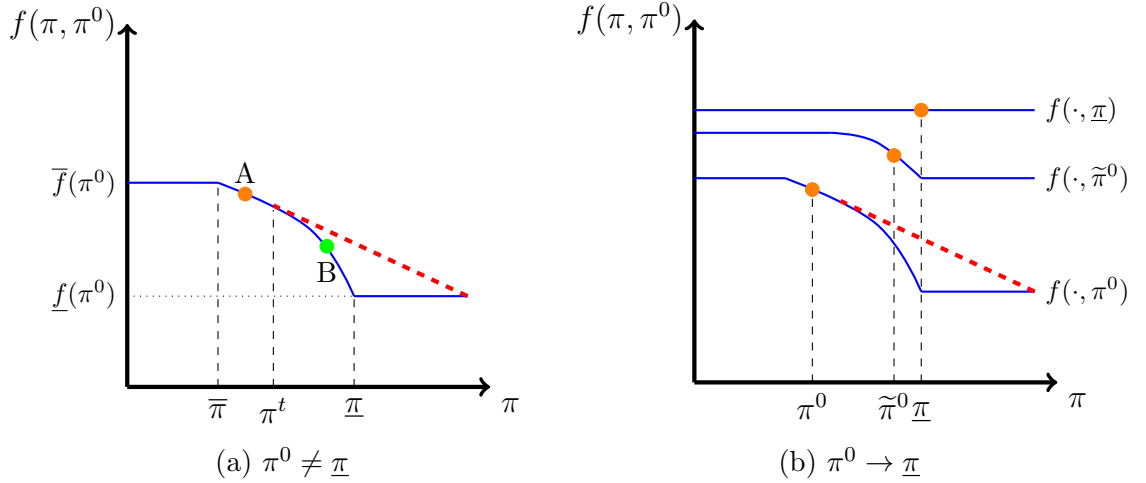 f(π, π⁰)
f̅(π⁰)
f̲(π⁰)
A
B
π̅
πᵗ
π̲
π
(a) π⁰ ≠ π̲
f(π, π⁰)
f(·, π̲)
f(·, π̃⁰)
f(·, π⁰)
π⁰
π̃⁰
π̲
π
(b) π⁰ → π̲